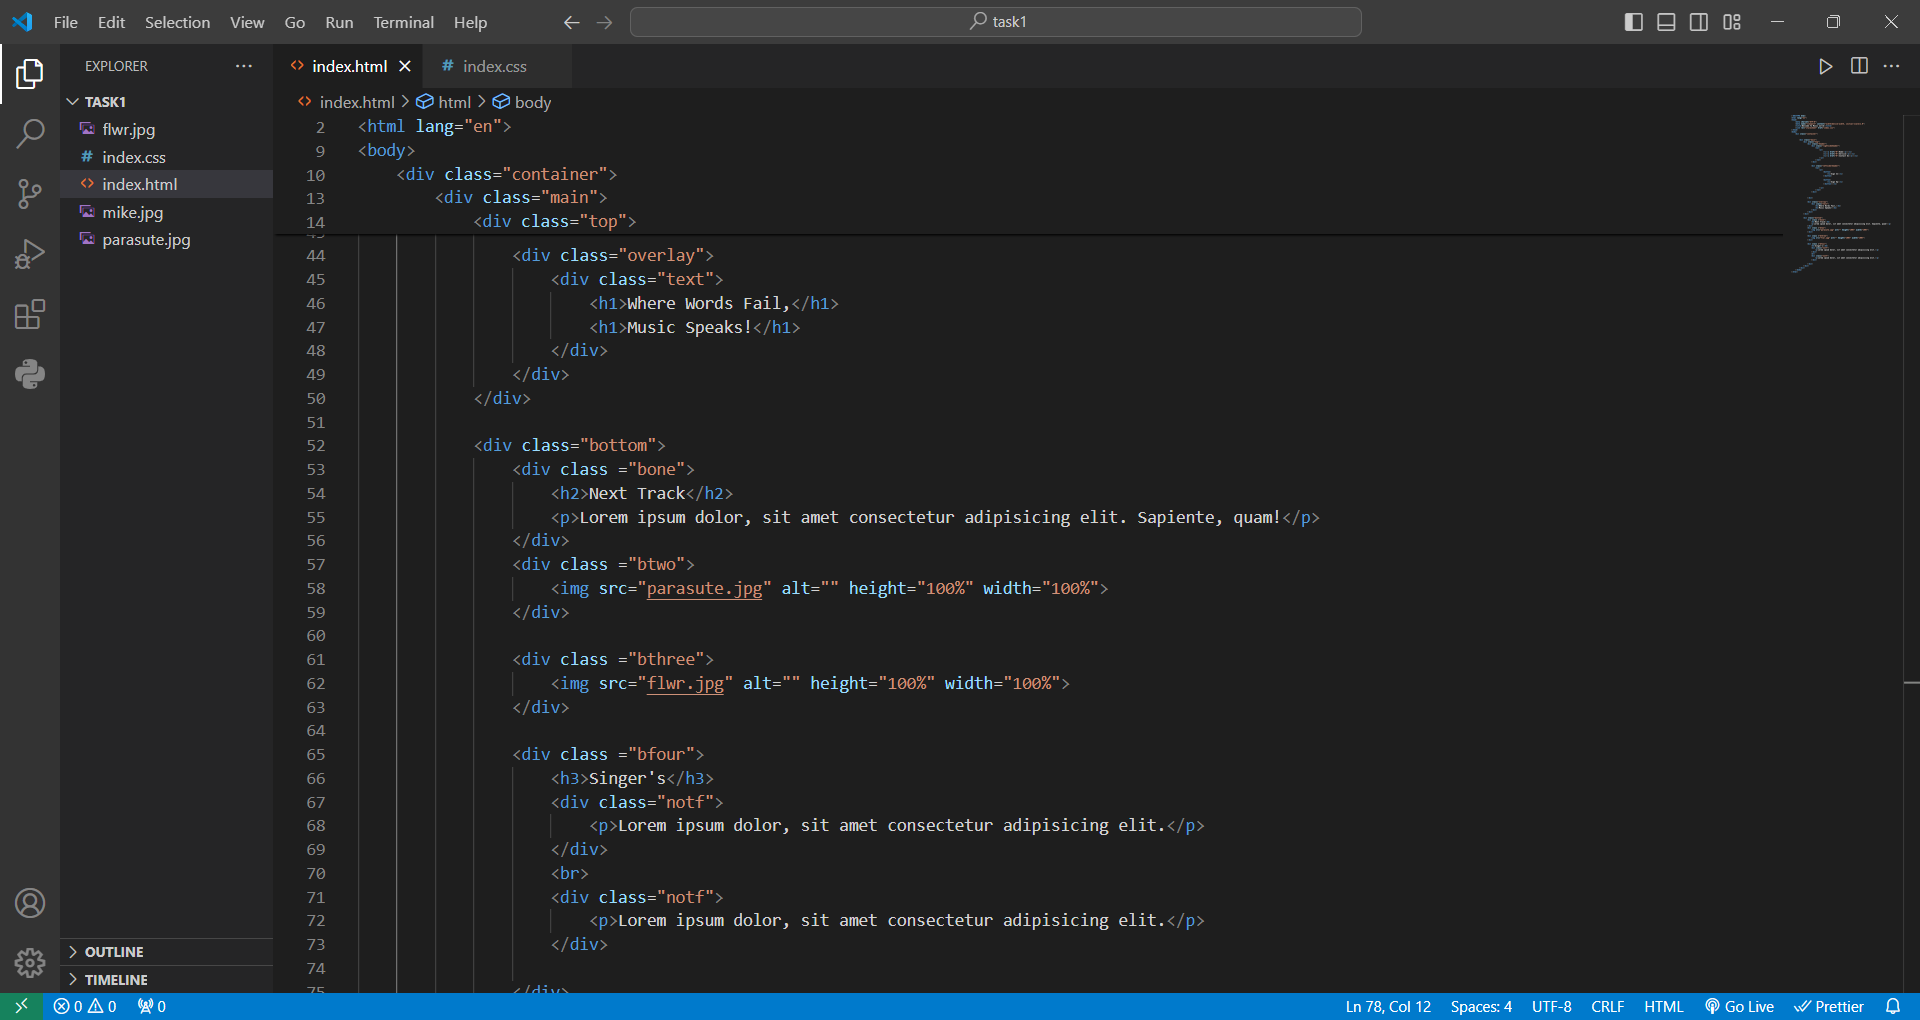 File Edit Selection View Go Run Terminal Help
task1
EXPLORER
TASK1
flwr.jpg
index.css
index.html
mike.jpg
parasute.jpg
OUTLINE
TIMELINE
index.html
# index.css
index.html > html > body
2 <html lang="en">
9 <body>
10 <div class="container">
13 <div class="main">
14 <div class="top">
44 <div class="overlay">
45 <div class="text">
46 <h1>Where Words Fail,</h1>
47 <h1>Music Speaks!</h1>
48 </div>
49 </div>
50 </div>
51
52 <div class="bottom">
53 <div class ="bone">
54 <h2>Next Track</h2>
55 <p>Lorem ipsum dolor, sit amet consectetur adipisicing elit. Sapiente, quam!</p>
56 </div>
57 <div class ="btwo">
58 <img src="parasute.jpg" alt="" height="100%" width="100%">
59 </div>
60
61 <div class ="bthree">
62 <img src="flwr.jpg" alt="" height="100%" width="100%">
63 </div>
64
65 <div class ="bfour">
66 <h3>Singer's</h3>
67 <div class="notf">
68 <p>Lorem ipsum dolor, sit amet consectetur adipisicing elit.</p>
69 </div>
70 <br>
71 <div class="notf">
72 <p>Lorem ipsum dolor, sit amet consectetur adipisicing elit.</p>
73 </div>
74
75 </div>
0 0 0 Ln 78, Col 12 Spaces: 4 UTF-8 CRLF HTML Go Live Prettier